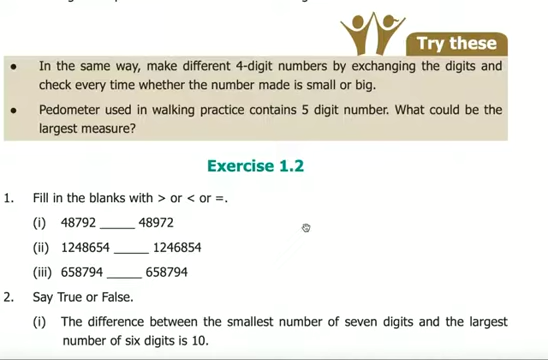 Try these
• In the same way, make different 4-digit numbers by exchanging the digits and
check every time whether the number made is small or big.
• Pedometer used in walking practice contains 5 digit number. What could be the
largest measure?
Exercise 1.2
1. Fill in the blanks with > or < or =.
(i) 48792 _____ 48972
(ii) 1248654 _____ 1246854
(iii) 658794 _____ 658794
2. Say True or False.
(i) The difference between the smallest number of seven digits and the largest
number of six digits is 10.